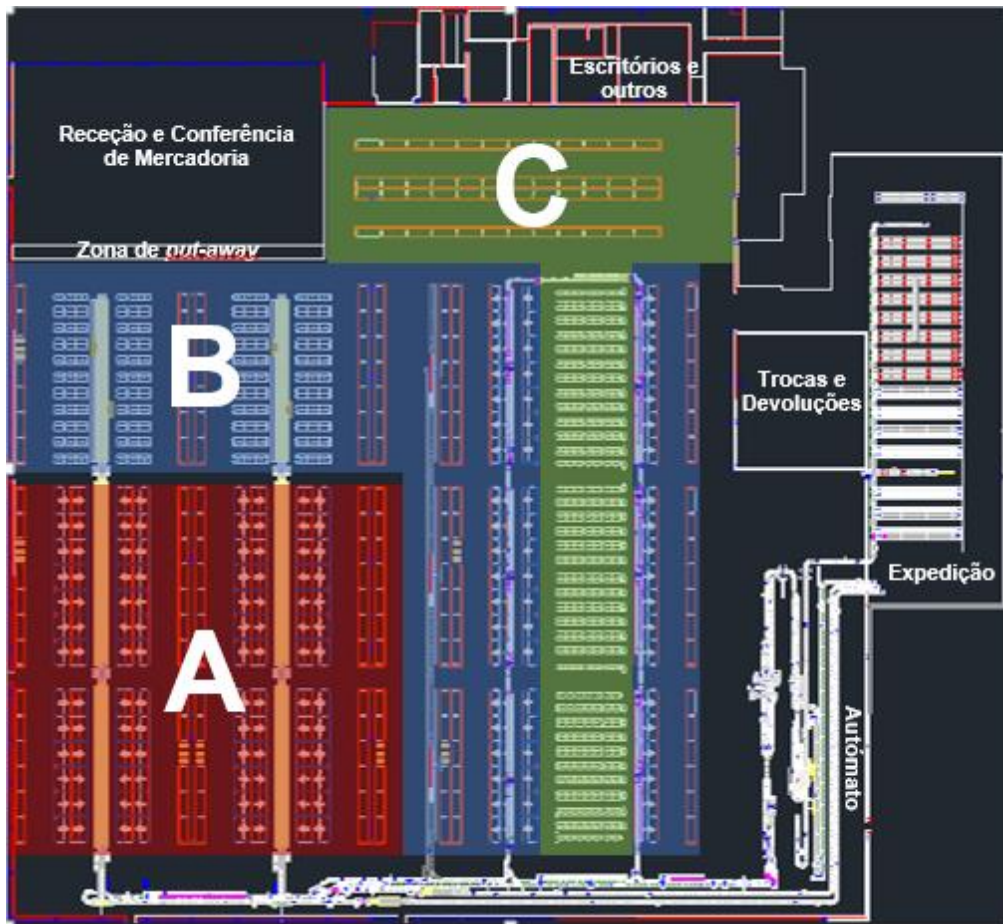 Escritórios e
outros
Receção e Conferência
de Mercadoria
C
Zona de put-away
B
Trocas e
Devoluções
Expedição
A
Autómato